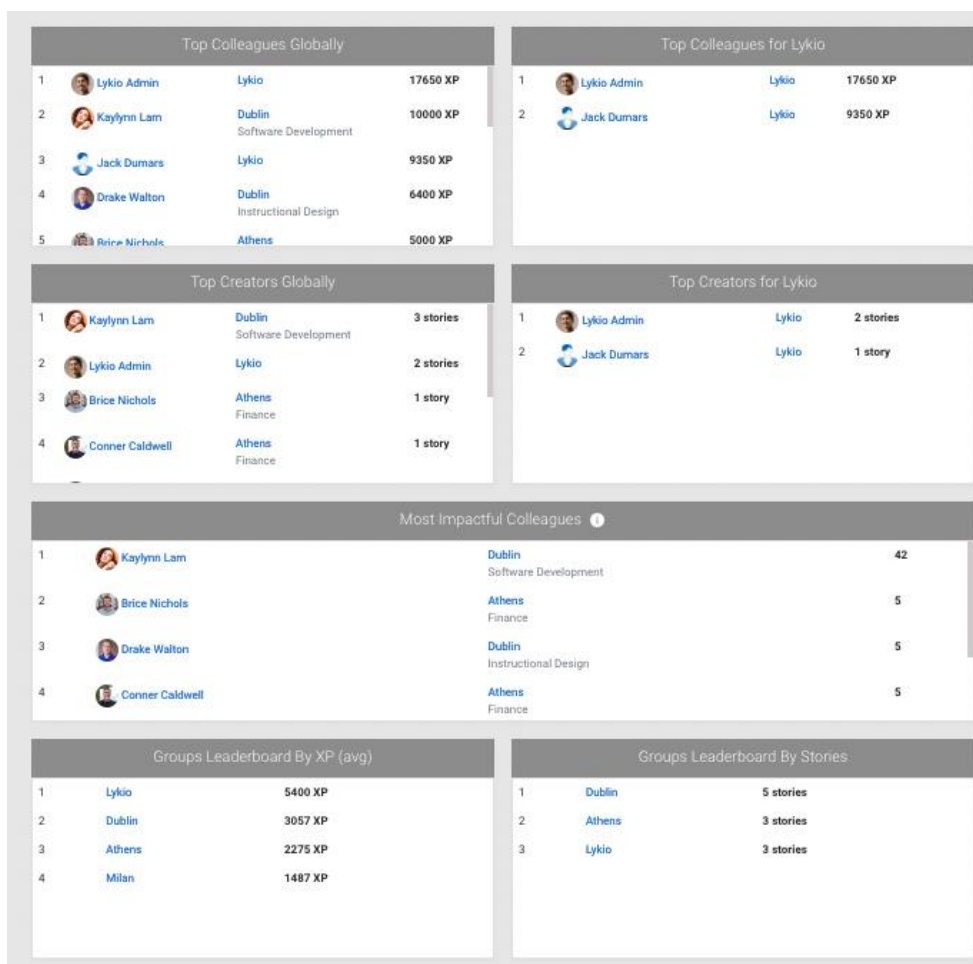 Top Colleagues Globally
1 Lykio Admin Lykio 17650 XP
2 Kaylynn Lam Dublin 10000 XP
Software Development
3 Jack Dumars Lykio 9350 XP
4 Drake Walton Dublin 6400 XP
Instructional Design
5 Brice Nichols Athens 5000 XP
Top Colleagues for Lykio
1 Lykio Admin Lykio 17650 XP
2 Jack Dumars Lykio 9350 XP
Top Creators Globally
1 Kaylynn Lam Dublin 3 stories
Software Development
2 Lykio Admin Lykio 2 stories
3 Brice Nichols Athens 1 story
Finance
4 Conner Caldwell Athens 1 story
Finance
Top Creators for Lykio
1 Lykio Admin Lykio 2 stories
2 Jack Dumars Lykio 1 story
Most Impactful Colleagues i
1 Kaylynn Lam Dublin 42
Software Development
2 Brice Nichols Athens 5
Finance
3 Drake Walton Dublin 5
Instructional Design
4 Conner Caldwell Athens 5
Finance
Groups Leaderboard By XP (avg)
1 Lykio 5400 XP
2 Dublin 3057 XP
3 Athens 2275 XP
4 Milan 1487 XP
Groups Leaderboard By Stories
1 Dublin 5 stories
2 Athens 3 stories
3 Lykio 3 stories